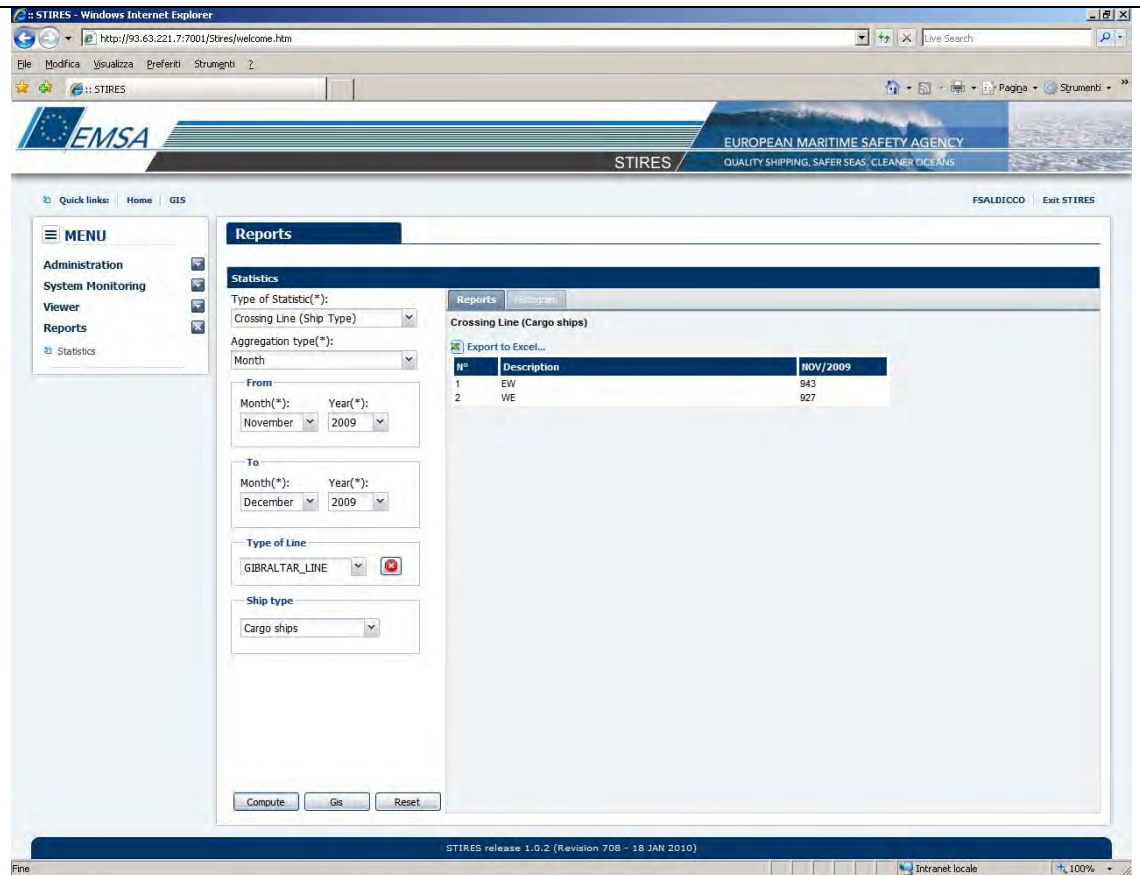 :: STIRES - Windows Internet Explorer
http://93.63.221.7:7001/Stires/welcome.htm
Live Search
File Modifica Visualizza Preferiti Strumenti ?
:: STIRES
Pagina Strumenti
EMSA
STIRES
EUROPEAN MARITIME SAFETY AGENCY
QUALITY SHIPPING, SAFER SEAS, CLEANER OCEANS
Quick links: Home GIS
FSALDICCO Exit STIRES
MENU
Administration
System Monitoring
Viewer
Reports
Statistics
Reports
Statistics
Type of Statistic(*):
Crossing Line (Ship Type)
Aggregation type(*):
Month
From
Month(*): Year(*):
November 2009
To
Month(*): Year(*):
December 2009
Type of Line
GIBRALTAR_LINE
Ship type
Cargo ships
Compute Gis Reset
Reports Histogram
Crossing Line (Cargo ships)
Export to Excel...
N° Description NOV/2009
1 EW 943
2 WE 927
STIRES release 1.0.2 (Revision 708 - 18 JAN 2010)
Fine
Intranet locale
100%